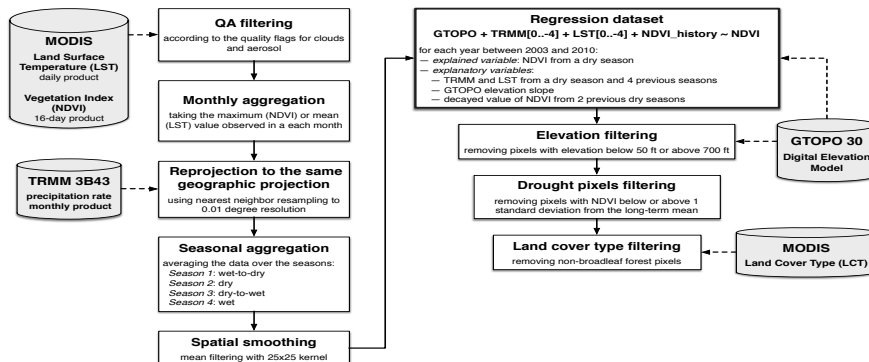 MODIS
Land Surface
Temperature (LST)
daily product
Vegetation Index
(NDVI)
16-day product
TRMM 3B43
precipitation rate
monthly product
QA filtering
according to the quality flags for clouds
and aerosol
Monthly aggregation
taking the maximum (NDVI) or mean
(LST) value observed in a each month
Reprojection to the same
geographic projection
using nearest neighbor resampling to
0.01 degree resolution
Seasonal aggregation
averaging the data over the seasons:
Season 1: wet-to-dry
Season 2: dry
Season 3: dry-to-wet
Season 4: wet
Spatial smoothing
mean filtering with 25x25 kernel
Regression dataset
GTOPO + TRMM[0..-4] + LST[0..-4] + NDVI_history ~ NDVI
for each year between 2003 and 2010:
— explained variable: NDVI from a dry season
— explanatory variables:
— TRMM and LST from a dry season and 4 previous seasons
— GTOPO elevation slope
— decayed value of NDVI from 2 previous dry seasons
Elevation filtering
removing pixels with elevation below 50 ft or above 700 ft
Drought pixels filtering
removing pixels with NDVI below or above 1
standard deviation from the long-term mean
Land cover type filtering
removing non-broadleaf forest pixels
GTOPO 30
Digital Elevation
Model
MODIS
Land Cover Type (LCT)